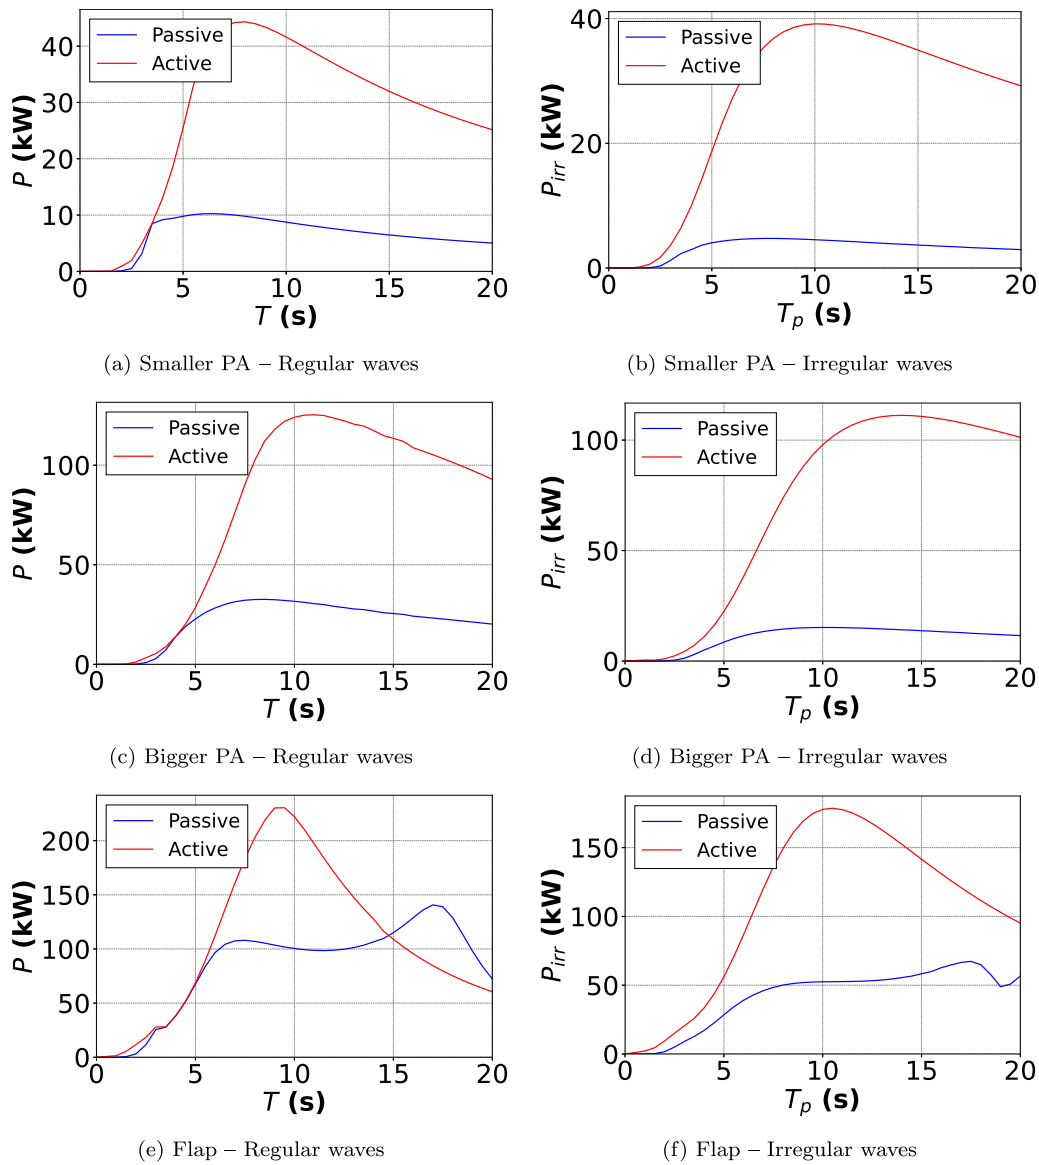 Passive
Active
P (kW)
0
10
20
30
40
0 5 10 15 20
T (s)
(a) Smaller PA – Regular waves
Passive
Active
P_irr (kW)
0
20
40
0 5 10 15 20
T_p (s)
(b) Smaller PA – Irregular waves
Passive
Active
P (kW)
0
50
100
0 5 10 15 20
T (s)
(c) Bigger PA – Regular waves
Passive
Active
P_irr (kW)
0
50
100
0 5 10 15 20
T_p (s)
(d) Bigger PA – Irregular waves
Passive
Active
P (kW)
0
50
100
150
200
0 5 10 15 20
T (s)
(e) Flap – Regular waves
Passive
Active
P_irr (kW)
0
50
100
150
0 5 10 15 20
T_p (s)
(f) Flap – Irregular waves